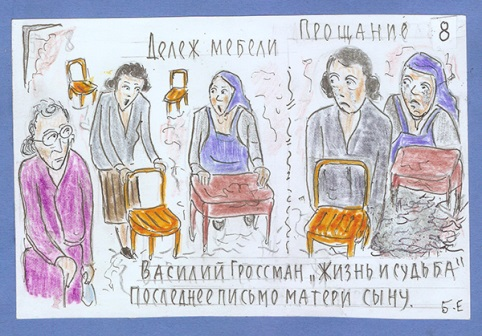 Дележ мебели
Прощание
8
Василий Гроссман „Жизнь и судьба"
Последнее письмо матери сыну.
Б-Е